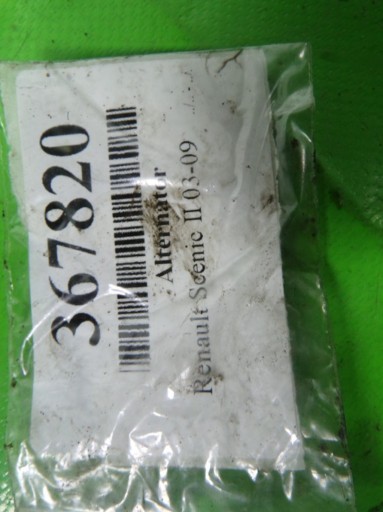 367820
Alternator
Renault Scenic II 03-09